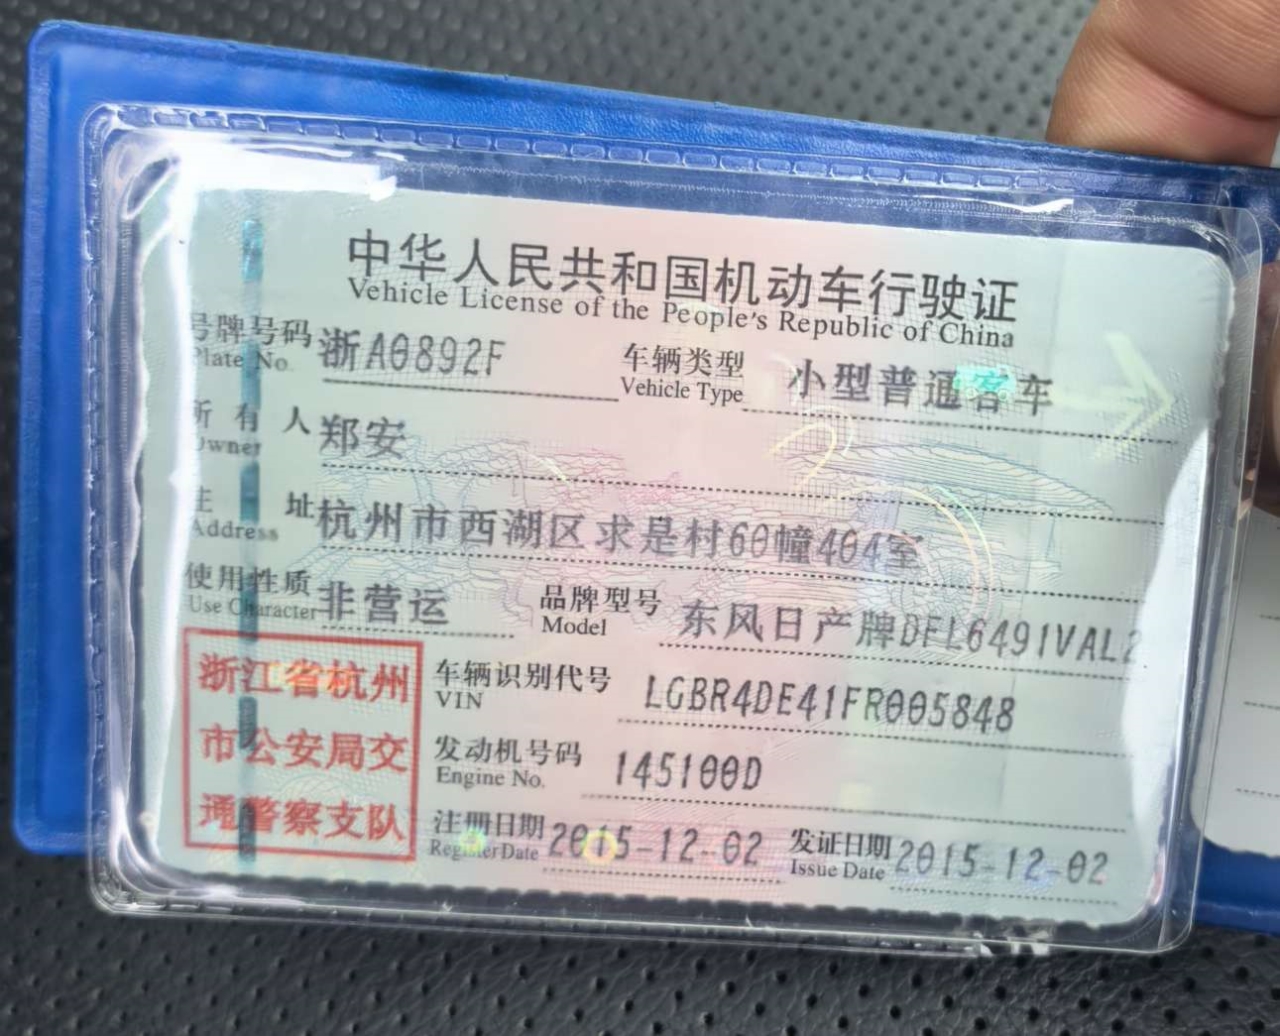 中华人民共和国机动车行驶证
Vehicle License of the People's Republic of China
号牌号码 浙A0892F 车辆类型 小型普通客车
Plate No. Vehicle Type
所有人 郑安
Owner
住址 杭州市西湖区求是村60幢404室
Address
使用性质 非营运 品牌型号 东风日产牌DFL6491VAL2
Use Character Model
浙江省杭州
市公安局交
通警察支队
车辆识别代号 LGBR4DE41FR005848
VIN
发动机号码 145100D
Engine No.
注册日期 2015-12-02 发证日期 2015-12-02
Register Date Issue Date